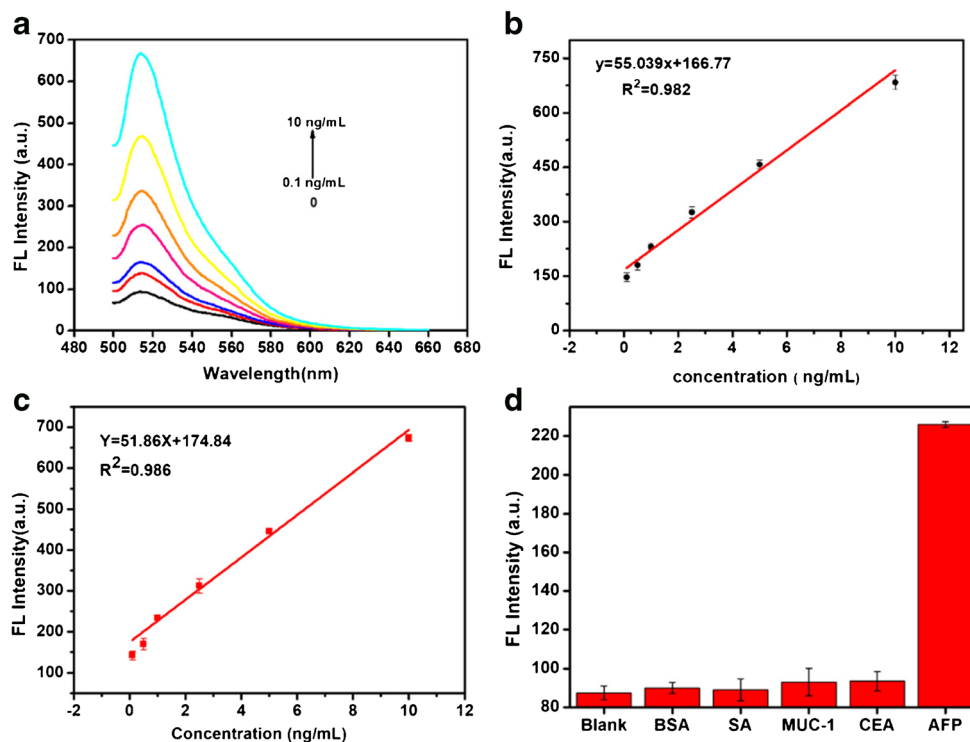 a
700
600
500
400
300
200
100
0
FL Intensity (a.u.)
10 ng/mL
0.1 ng/mL
0
480 500 520 540 560 580 600 620 640 660 680
Wavelength(nm)
b
750
600
450
300
150
0
FL Intensity(a.u.)
y=55.039x+166.77
R2=0.982
-2 0 2 4 6 8 10 12
concentration ( ng/mL)
c
700
600
500
400
300
200
100
FL Intensity(a.u.)
Y=51.86X+174.84
R2=0.986
-2 0 2 4 6 8 10 12
Concentration (ng/mL)
d
220
200
180
160
140
120
100
80
FL Intensity (a.u.)
Blank BSA SA MUC-1 CEA AFP